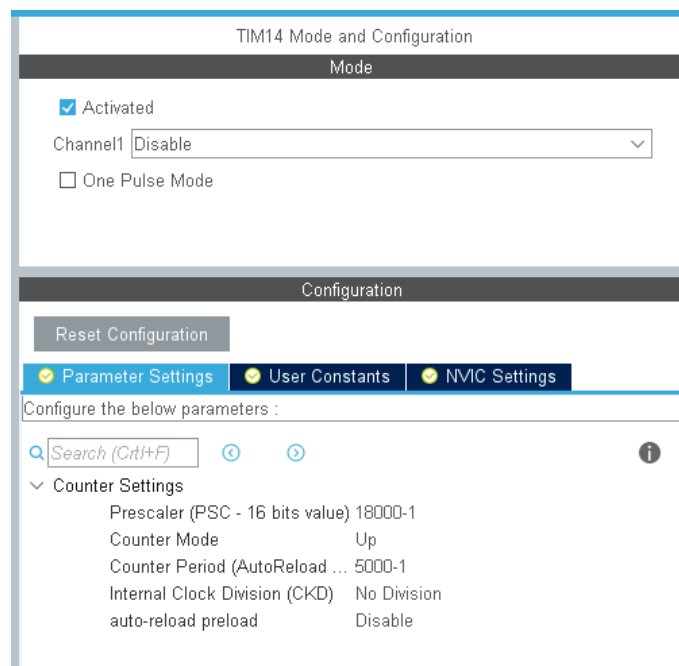 TIM14 Mode and Configuration
Mode
Activated
Channel1 Disable
One Pulse Mode
Configuration
Reset Configuration
Parameter Settings User Constants NVIC Settings
Configure the below parameters :
Search (Crtl+F)
Counter Settings
Prescaler (PSC - 16 bits value) 18000-1
Counter Mode Up
Counter Period (AutoReload ... 5000-1
Internal Clock Division (CKD) No Division
auto-reload preload Disable